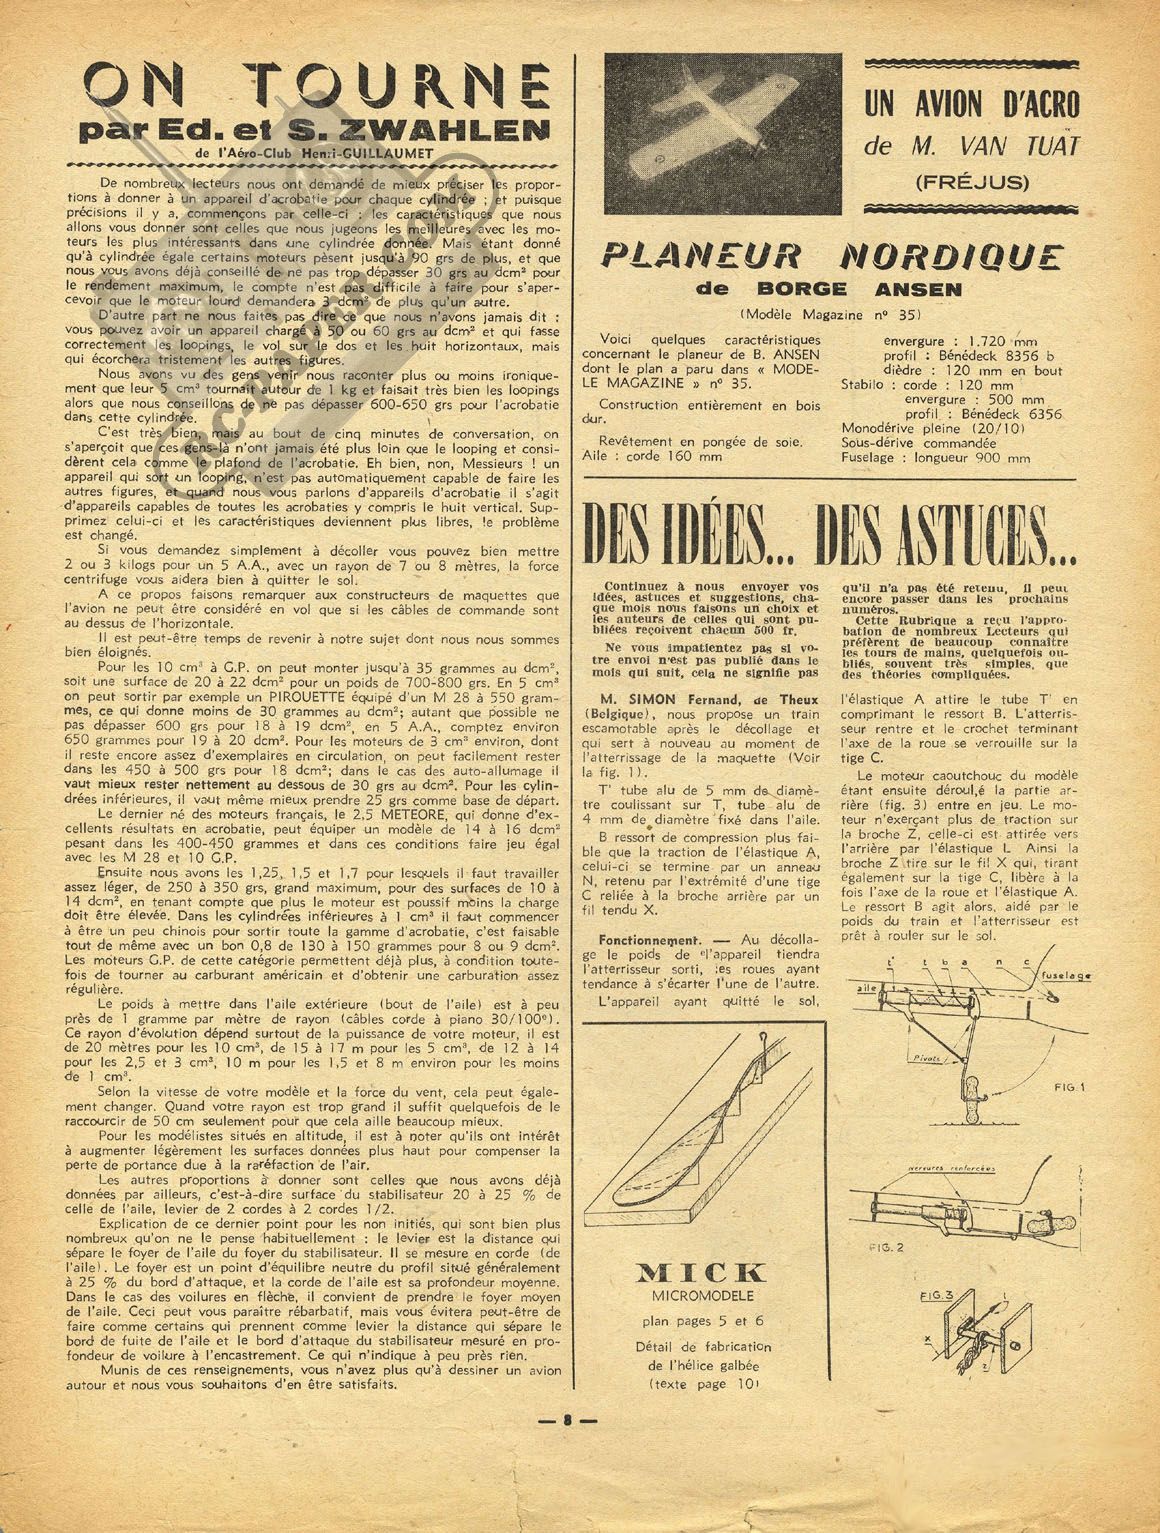 ON TOURNE
par Ed. et S. ZWAHLEN
de l'Aéro-Club Henri-GUILLAUMET
De nombreux lecteurs nous ont demandé de mieux préciser les propor-
tions à donner à un appareil d'acrobatie pour chaque cylindrée ; et puisque
précisions il y a, commençons par celle-ci : les caractéristiques que nous
allons vous donner sont celles que nous jugeons les meilleures avec les mo-
teurs les plus intéressants dans une cylindrée donnée. Mais étant donné
qu'à cylindrée égale certains moteurs pèsent jusqu'à 90 grs de plus, et que
nous vous avons déjà conseillé de ne pas trop dépasser 30 grs au dcm² pour
le rendement maximum, le compte n'est pas difficile à faire pour s'aper-
cevoir que le moteur lourd demandera 3 dcm² de plus qu'un autre.
D'autre part ne nous faites pas dire ce que nous n'avons jamais dit :
vous pouvez avoir un appareil chargé à 50 ou 60 grs au dcm² et qui fasse
correctement les loopings, le vol sur le dos et les huit horizontaux, mais
qui écorchera tristement les autres figures.
Nous avons vu des gens venir nous raconter plus ou moins ironique-
ment que leur 5 cm³ tournait autour de 1 kg et faisait très bien les loopings
alors que nous conseillons de ne pas dépasser 600-650 grs pour l'acrobatie
dans cette cylindrée.
C'est très bien, mais au bout de cinq minutes de conversation, on
s'aperçoit que ces gens-là n'ont jamais été plus loin que le looping et consi-
dèrent cela comme le plafond de l'acrobatie. Eh bien, non, Messieurs ! un
appareil qui sort un looping, n'est pas automatiquement capable de faire les
autres figures, et quand nous vous parlons d'appareils d'acrobatie il s'agit
d'appareils capables de toutes les acrobaties y compris le huit vertical. Sup-
primez celui-ci et les caractéristiques deviennent plus libres, le problème
est changé.
Si vous demandez simplement à décoller vous pouvez bien mettre
2 ou 3 kilogs pour un 5 A.A., avec un rayon de 7 ou 8 mètres, la force
centrifuge vous aidera bien à quitter le sol.
A ce propos faisons remarquer aux constructeurs de maquettes que
l'avion ne peut être considéré en vol que si les câbles de commande sont
au dessus de l'horizontale.
Il est peut-être temps de revenir à notre sujet dont nous nous sommes
bien éloignés.
Pour les 10 cm³ à G.P. on peut monter jusqu'à 35 grammes au dcm²,
soit une surface de 20 à 22 dcm² pour un poids de 700-800 grs. En 5 cm³
on peut sortir par exemple un PIROUETTE équipé d'un M 28 à 550 gram-
mes, ce qui donne moins de 30 grammes au dcm²; autant que possible ne
pas dépasser 600 grs pour 18 à 19 dcm², en 5 A.A., comptez environ
650 grammes pour 19 à 20 dcm². Pour les moteurs de 3 cm³ environ, dont
il reste encore assez d'exemplaires en circulation, on peut facilement rester
dans les 450 à 500 grs pour 18 dcm²; dans le cas des auto-allumage il
vaut mieux rester nettement au dessous de 30 grs au dcm². Pour les cylin-
drées inférieures, il vaut même mieux prendre 25 grs comme base de départ.
Le dernier né des moteurs français, le 2,5 METEORE, qui donne d'ex-
cellents résultats en acrobatie, peut équiper un modèle de 14 à 16 dcm²
pesant dans les 400-450 grammes et dans ces conditions faire jeu égal
avec les M 28 et 10 G.P.
Ensuite nous avons les 1,25, 1,5 et 1,7 pour lesquels il faut travailler
assez léger, de 250 à 350 grs, grand maximum, pour des surfaces de 10 à
14 dcm², en tenant compte que plus le moteur est poussif moins la charge
doit être élevée. Dans les cylindrées inférieures à 1 cm³ il faut commencer
à être un peu chinois pour sortir toute la gamme d'acrobatie, c'est faisable
tout de même avec un bon 0,8 de 130 à 150 grammes pour 8 ou 9 dcm².
Les moteurs G.P. de cette catégorie permettent déjà plus, à condition toute-
fois de tourner au carburant américain et d'obtenir une carburation assez
régulière.
Le poids à mettre dans l'aile extérieure (bout de l'aile) est à peu
près de 1 gramme par mètre de rayon (câbles corde à piano 30/100e).
Ce rayon d'évolution dépend surtout de la puissance de votre moteur, il est
de 20 mètres pour les 10 cm³, de 15 à 17 m pour les 5 cm³, de 12 à 14
pour les 2,5 et 3 cm³, 10 m pour les 1,5 et 8 m environ pour les moins
de 1 cm³.
Selon la vitesse de votre modèle et la force du vent, cela peut égale-
ment changer. Quand votre rayon est trop grand il suffit quelquefois de le
raccourcir de 50 cm seulement pour que cela aille beaucoup mieux.
Pour les modélistes situés en altitude, il est à noter qu'ils ont intérêt
à augmenter légèrement les surfaces données plus haut pour compenser la
perte de portance due à la raréfaction de l'air.
Les autres proportions à donner sont celles que nous avons déjà
données par ailleurs, c'est-à-dire surface du stabilisateur 20 à 25 % de
celle de l'aile, levier de 2 cordes à 2 cordes 1/2.
Explication de ce dernier point pour les non initiés, qui sont bien plus
nombreux qu'on ne le pense habituellement : le levier est la distance qui
sépare le foyer de l'aile du foyer du stabilisateur. Il se mesure en corde (de
l'aile). Le foyer est un point d'équilibre neutre du profil situé généralement
à 25 % du bord d'attaque, et la corde de l'aile est sa profondeur moyenne.
Dans le cas des voilures en flèche, il convient de prendre le foyer moyen
de l'aile. Ceci peut vous paraître rébarbatif, mais vous évitera peut-être de
faire comme certains qui prennent comme levier la distance qui sépare le
bord de fuite de l'aile et le bord d'attaque du stabilisateur mesuré en pro-
fondeur de voilure à l'encastrement. Ce qui n'indique à peu près rien.
Munis de ces renseignements, vous n'avez plus qu'à dessiner un avion
autour et nous vous souhaitons d'en être satisfaits.
rcplan.com
UN AVION D'ACRO
de M. VAN TUAT
(FRÉJUS)
PLANEUR NORDIQUE
de BORGE ANSEN
(Modèle Magazine n° 35)
Voici quelques caractéristiques
concernant le planeur de B. ANSEN
dont le plan a paru dans « MODE-
LE MAGAZINE » n° 35.
Construction entièrement en bois
dur.
Revêtement en pongée de soie.
Aile : corde 160 mm
envergure : 1.720 mm
profil : Bénédeck 8356 b
dièdre : 120 mm en bout
Stabilo : corde : 120 mm
envergure : 500 mm
profil : Bénédeck 6356
Monodérive pleine (20/10)
Sous-dérive commandée
Fuselage : longueur 900 mm
DES IDÉES... DES ASTUCES...
Continuez à nous envoyer vos
idées, astuces et suggestions, cha-
que mois nous faisons un choix et
les auteurs de celles qui sont pu-
bliées reçoivent chacun 500 fr.
Ne vous impatientez pas si vo-
tre envoi n'est pas publié dans le
mois qui suit, cela ne signifie pas
qu'il n'a pas été retenu, il peut
encore passer dans les prochains
numéros.
Cette Rubrique a reçu l'appro-
bation de nombreux Lecteurs qui
préfèrent de beaucoup connaître
les tours de mains, quelquefois ou-
bliés, souvent très simples, que
des théories compliquées.
M. SIMON Fernand, de Theux
(Belgique), nous propose un train
escamotable après le décollage et
qui sert à nouveau au moment de
l'atterrissage de la maquette (Voir
la fig. 1).
T' tube alu de 5 mm de diamè-
tre coulissant sur T, tube alu de
4 mm de diamètre fixé dans l'aile.
B ressort de compression plus fai-
ble que la traction de l'élastique A,
celui-ci se termine par un anneau
N, retenu par l'extrémité d'une tige
C reliée à la broche arrière par un
fil tendu X.
Fonctionnement. — Au décolla-
ge le poids de l'appareil tiendra
l'atterrisseur sorti, les roues ayant
tendance à s'écarter l'une de l'autre.
L'appareil ayant quitté le sol,
l'élastique A attire le tube T' en
comprimant le ressort B. L'atterris-
seur rentre et le crochet terminant
l'axe de la roue se verrouille sur la
tige C.
Le moteur caoutchouc du modèle
étant ensuite déroulé, la partie ar-
rière (fig. 3) entre en jeu. Le mo-
teur n'exerçant plus de traction sur
la broche Z, celle-ci est attirée vers
l'arrière par l'élastique L Ainsi la
broche Z tire sur le fil X qui, tirant
également sur la tige C, libère à la
fois l'axe de la roue et l'élastique A.
Le ressort B agit alors, aidé par le
poids du train et l'atterrisseur est
prêt à rouler sur le sol.
t' t b a n c
aile
fuselage
Pivots
FIG.1
nervures renforcées
FIG.2
FIG.3
l
x
z
MICK
MICROMODELE
plan pages 5 et 6
Détail de fabrication
de l'hélice galbée
(texte page 10)
— 8 —